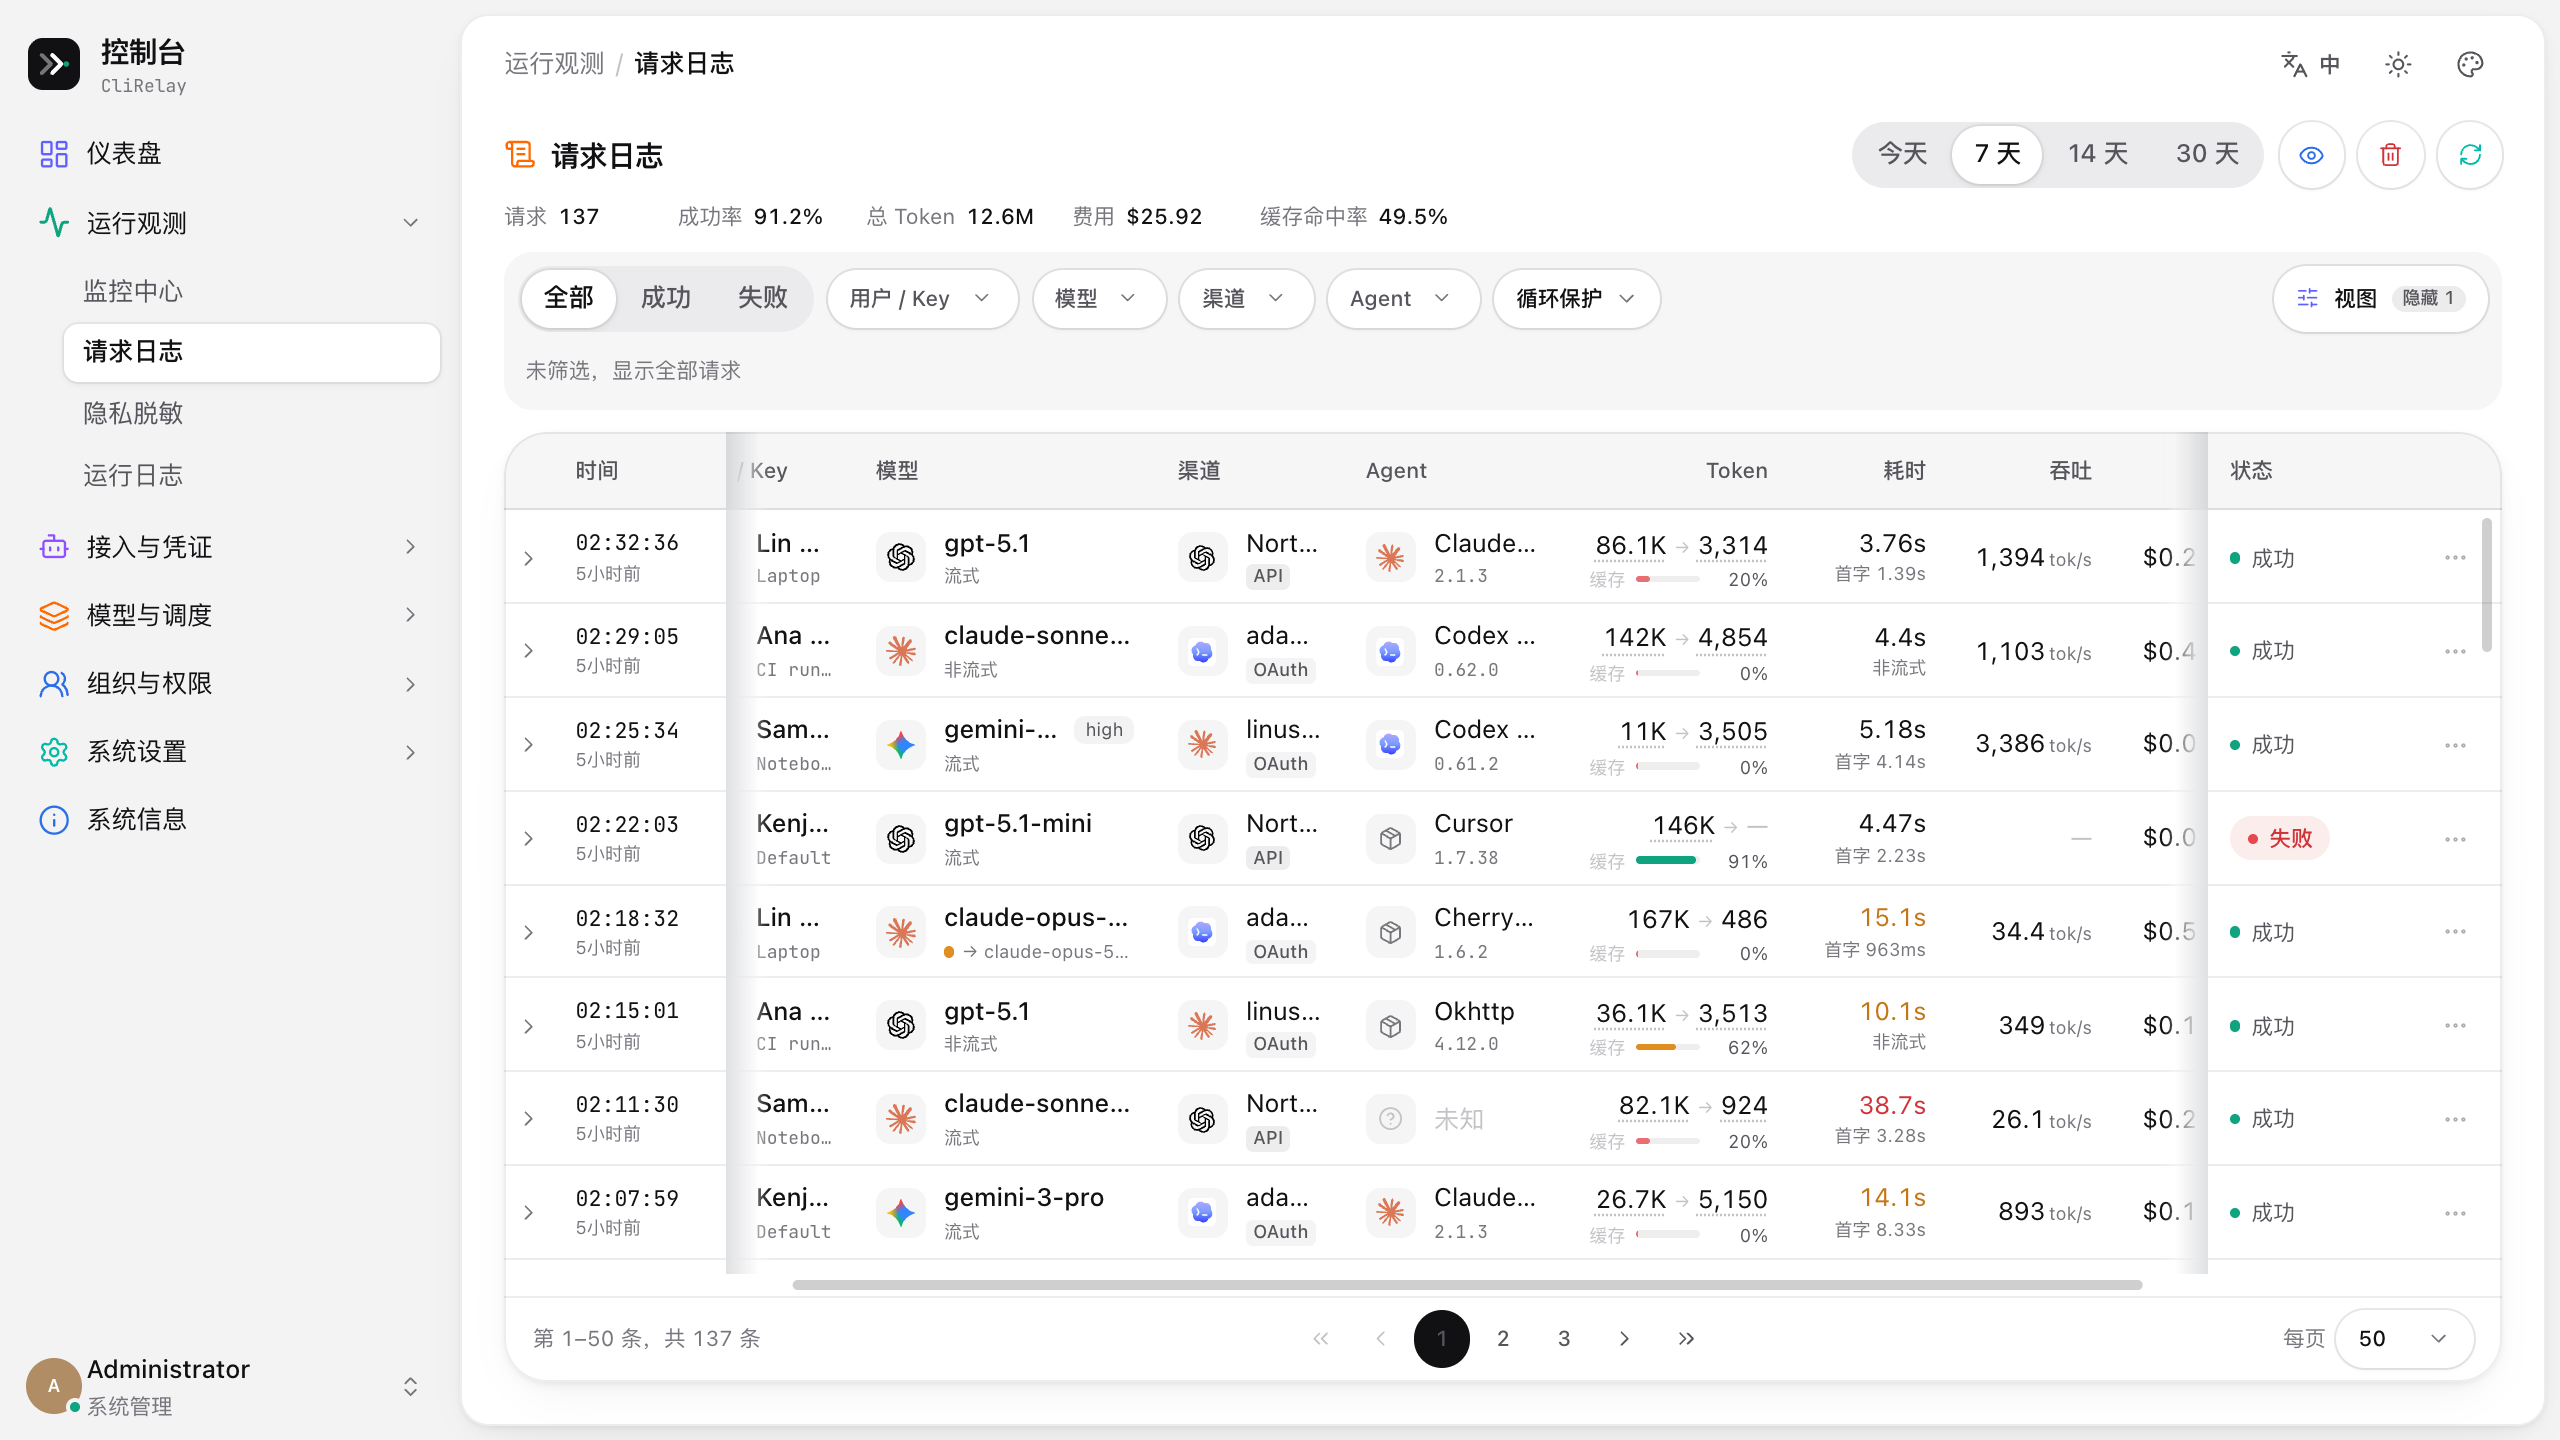 控制台
CliRelay
仪表盘
运行观测
监控中心
请求日志
隐私脱敏
运行日志
接入与凭证
模型与调度
组织与权限
系统设置
系统信息
A
Administrator
系统管理
运行观测 / 请求日志
中
请求日志
今天 7 天 14 天 30 天
请求 137 成功率 91.2% 总 Token 12.6M 费用 $25.92 缓存命中率 49.5%
全部 成功 失败 用户 / Key 模型 渠道 Agent 循环保护 视图 隐藏 1
未筛选，显示全部请求
时间 / Key 模型 渠道 Agent Token 耗时 吞吐 状态
02:32:36 Lin ... gpt-5.1 Nort... Claude... 86.1K → 3,314 3.76s 1,394 tok/s $0.2 成功
5小时前 Laptop 流式 API 2.1.3 缓存 20% 首字 1.39s
02:29:05 Ana ... claude-sonne... ada... Codex ... 142K → 4,854 4.4s 1,103 tok/s $0.4 成功
5小时前 CI run… 非流式 OAuth 0.62.0 缓存 0% 非流式
02:25:34 Sam... gemini-... high linus... Codex ... 11K → 3,505 5.18s 3,386 tok/s $0.0 成功
5小时前 Notebo… 流式 OAuth 0.61.2 缓存 0% 首字 4.14s
02:22:03 Kenj... gpt-5.1-mini Nort... Cursor 146K → — 4.47s — $0.0 失败
5小时前 Default 流式 API 1.7.38 缓存 91% 首字 2.23s
02:18:32 Lin ... claude-opus-... ada... Cherry... 167K → 486 15.1s 34.4 tok/s $0.5 成功
5小时前 Laptop → claude-opus-5... OAuth 1.6.2 缓存 0% 首字 963ms
02:15:01 Ana ... gpt-5.1 linus... Okhttp 36.1K → 3,513 10.1s 349 tok/s $0.1 成功
5小时前 CI run… 非流式 OAuth 4.12.0 缓存 62% 非流式
02:11:30 Sam... claude-sonne... Nort... 未知 82.1K → 924 38.7s 26.1 tok/s $0.2 成功
5小时前 Notebo… 流式 API 缓存 20% 首字 3.28s
02:07:59 Kenj... gemini-3-pro ada... Claude... 26.7K → 5,150 14.1s 893 tok/s $0.1 成功
5小时前 Default 流式 OAuth 2.1.3 缓存 0% 首字 8.33s
第 1–50 条，共 137 条 1 2 3 每页 50